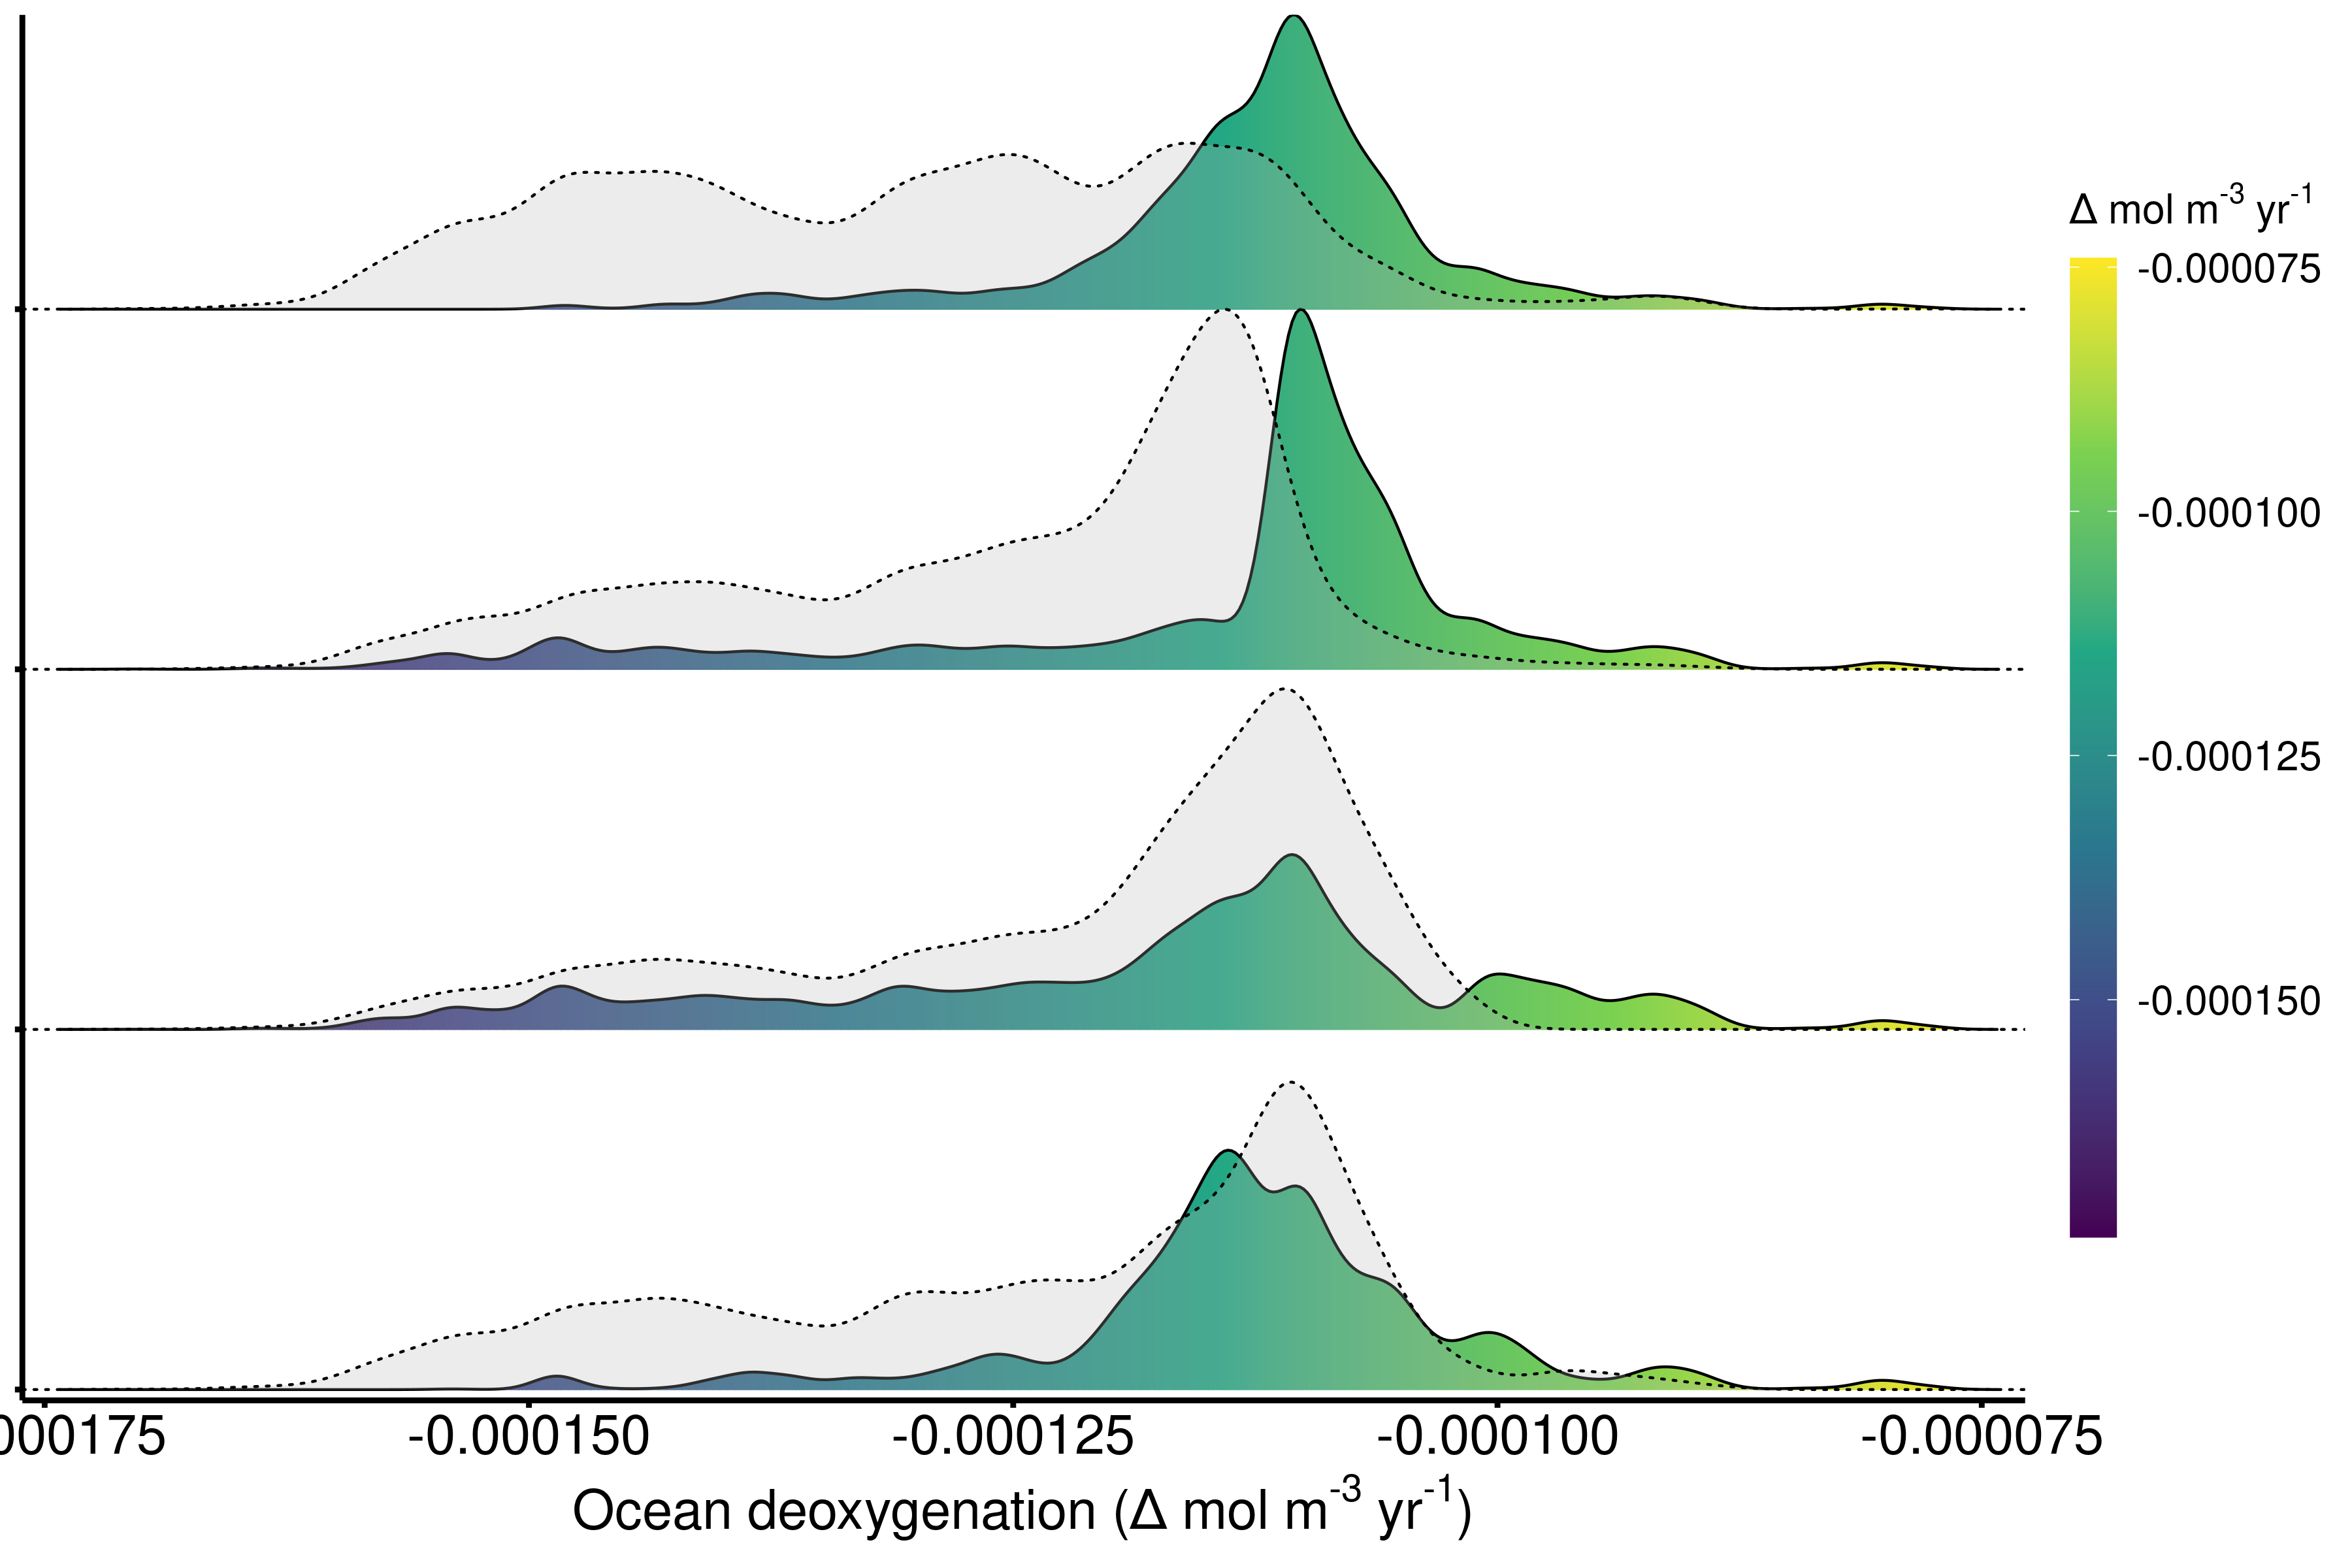 Δ mol m⁻³ yr⁻¹
-0.000075
-0.000100
-0.000125
-0.000150
000175 -0.000150 -0.000125 -0.000100 -0.000075
Ocean deoxygenation (Δ mol m⁻³ yr⁻¹)